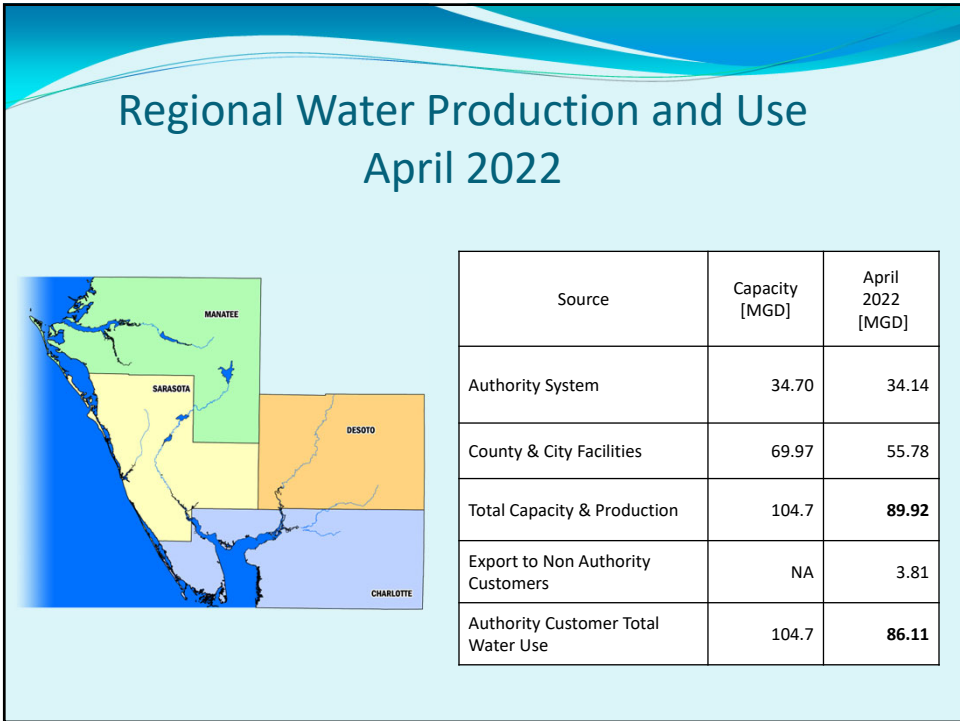 Regional Water Production and Use
April 2022
MANATEE
SARASOTA
DESOTO
CHARLOTTE
Source
Capacity
[MGD]
April
2022
[MGD]
Authority System
34.70
34.14
County & City Facilities
69.97
55.78
Total Capacity & Production
104.7
89.92
Export to Non Authority
Customers
NA
3.81
Authority Customer Total
Water Use
104.7
86.11